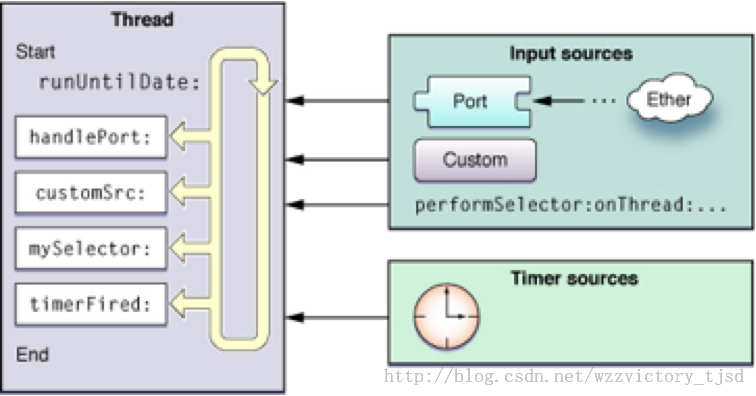 Thread
Start
runUntilDate:
handlePort:
customSrc:
mySelector:
timerFired:
End
Input sources
Port
...
Ether
Custom
performSelector:onThread:...
Timer sources
http://blog.csdn.net/wzzvictory_tjsd